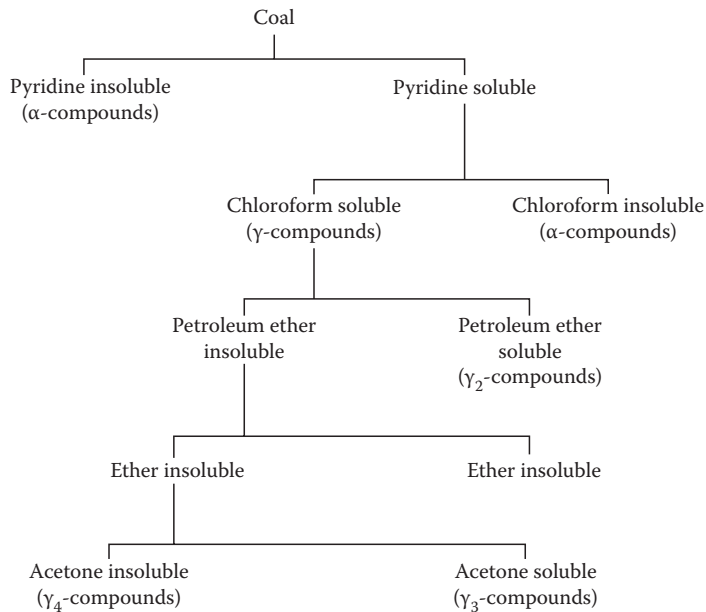 Coal
Pyridine insoluble
(α-compounds)
Pyridine soluble
Chloroform soluble
(γ-compounds)
Chloroform insoluble
(α-compounds)
Petroleum ether
insoluble
Petroleum ether
soluble
(γ₂-compounds)
Ether insoluble
Ether insoluble
Acetone insoluble
(γ₄-compounds)
Acetone soluble
(γ₃-compounds)